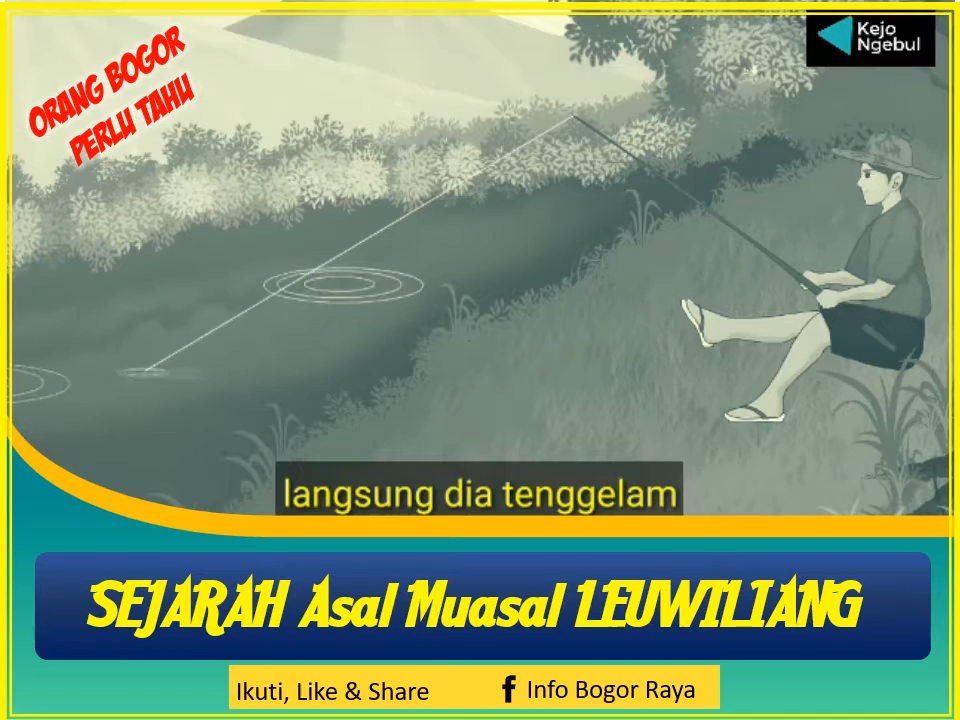 ORANG BOGOR
PERLU TAHU
Kejo
Ngebul
langsung dia tenggelam
SEJARAH Asal Muasal LEUWILIANG
Ikuti, Like & Share
f Info Bogor Raya